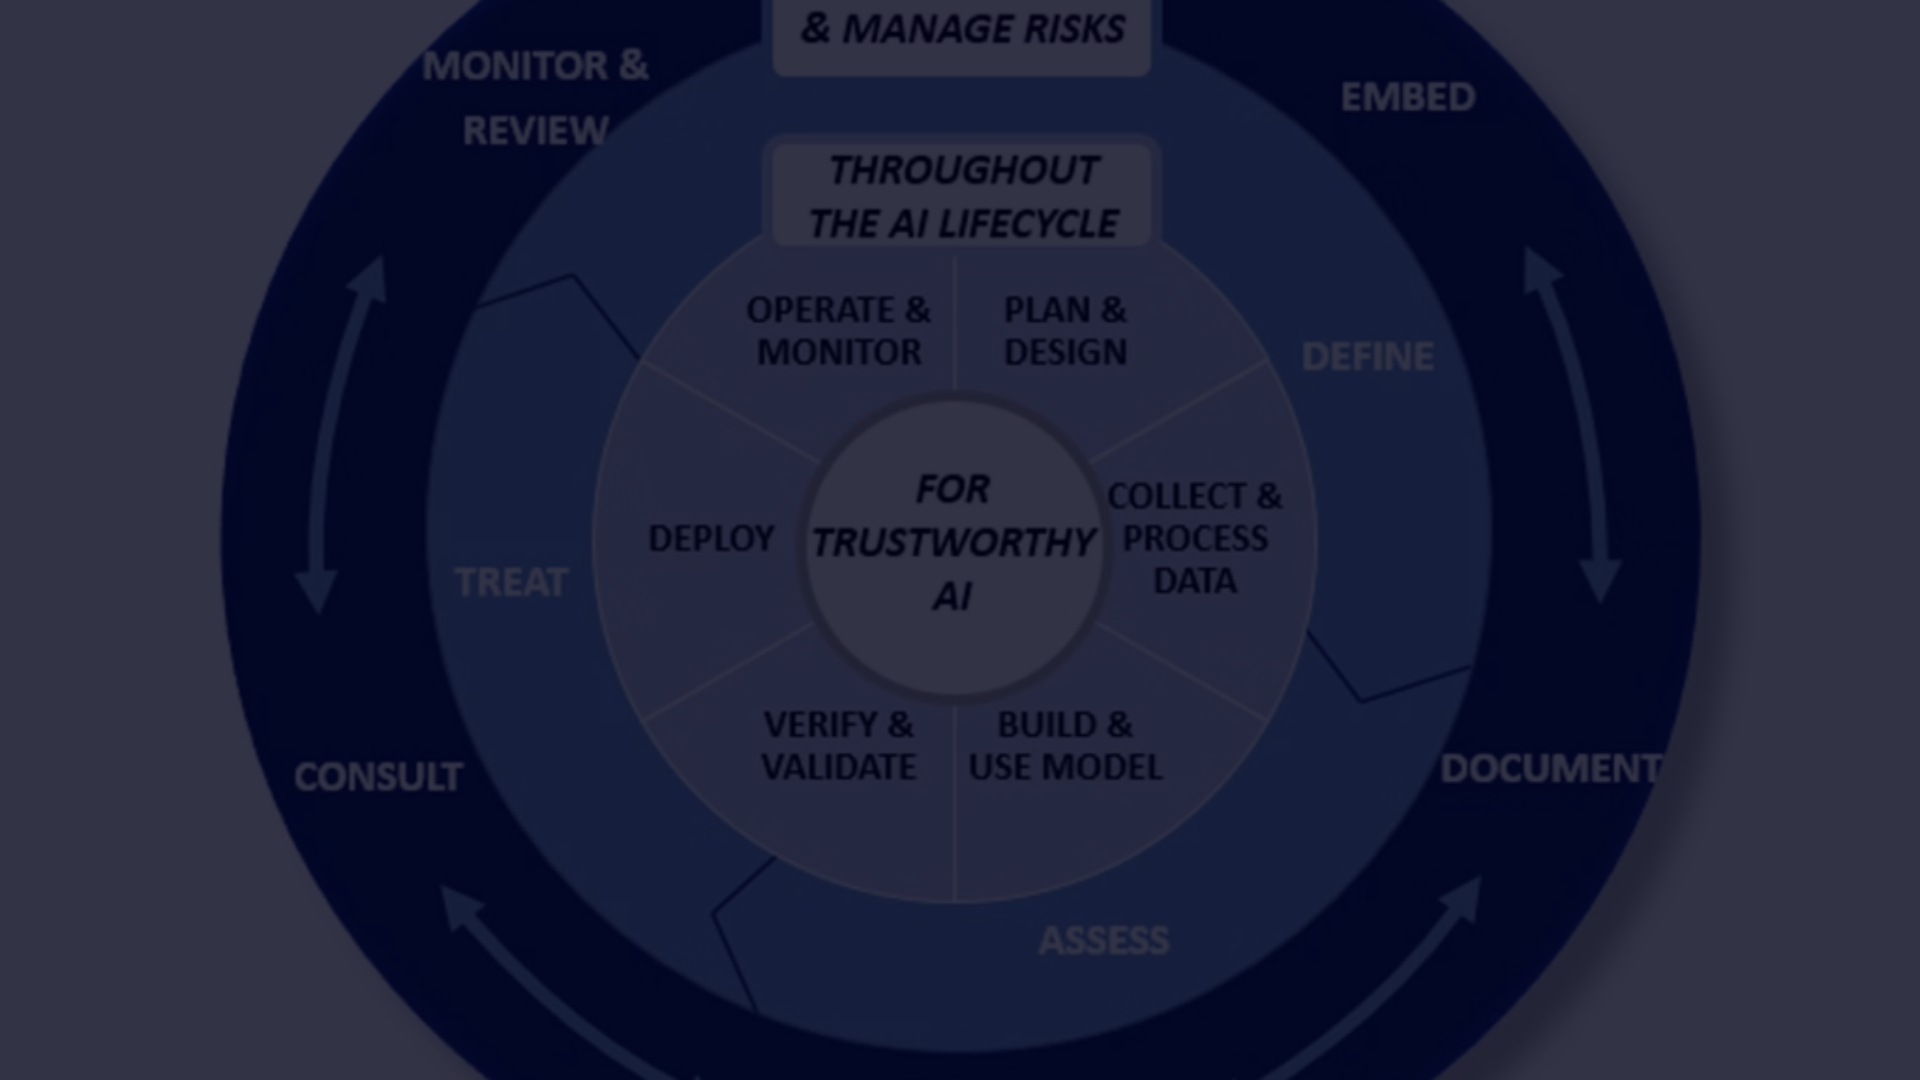 & MANAGE RISKS
MONITOR &
REVIEW
EMBED
THROUGHOUT
THE AI LIFECYCLE
OPERATE &
MONITOR
PLAN &
DESIGN
DEFINE
FOR
TRUSTWORTHY
AI
COLLECT &
PROCESS
DATA
DEPLOY
TREAT
VERIFY &
VALIDATE
BUILD &
USE MODEL
CONSULT
DOCUMENT
ASSESS